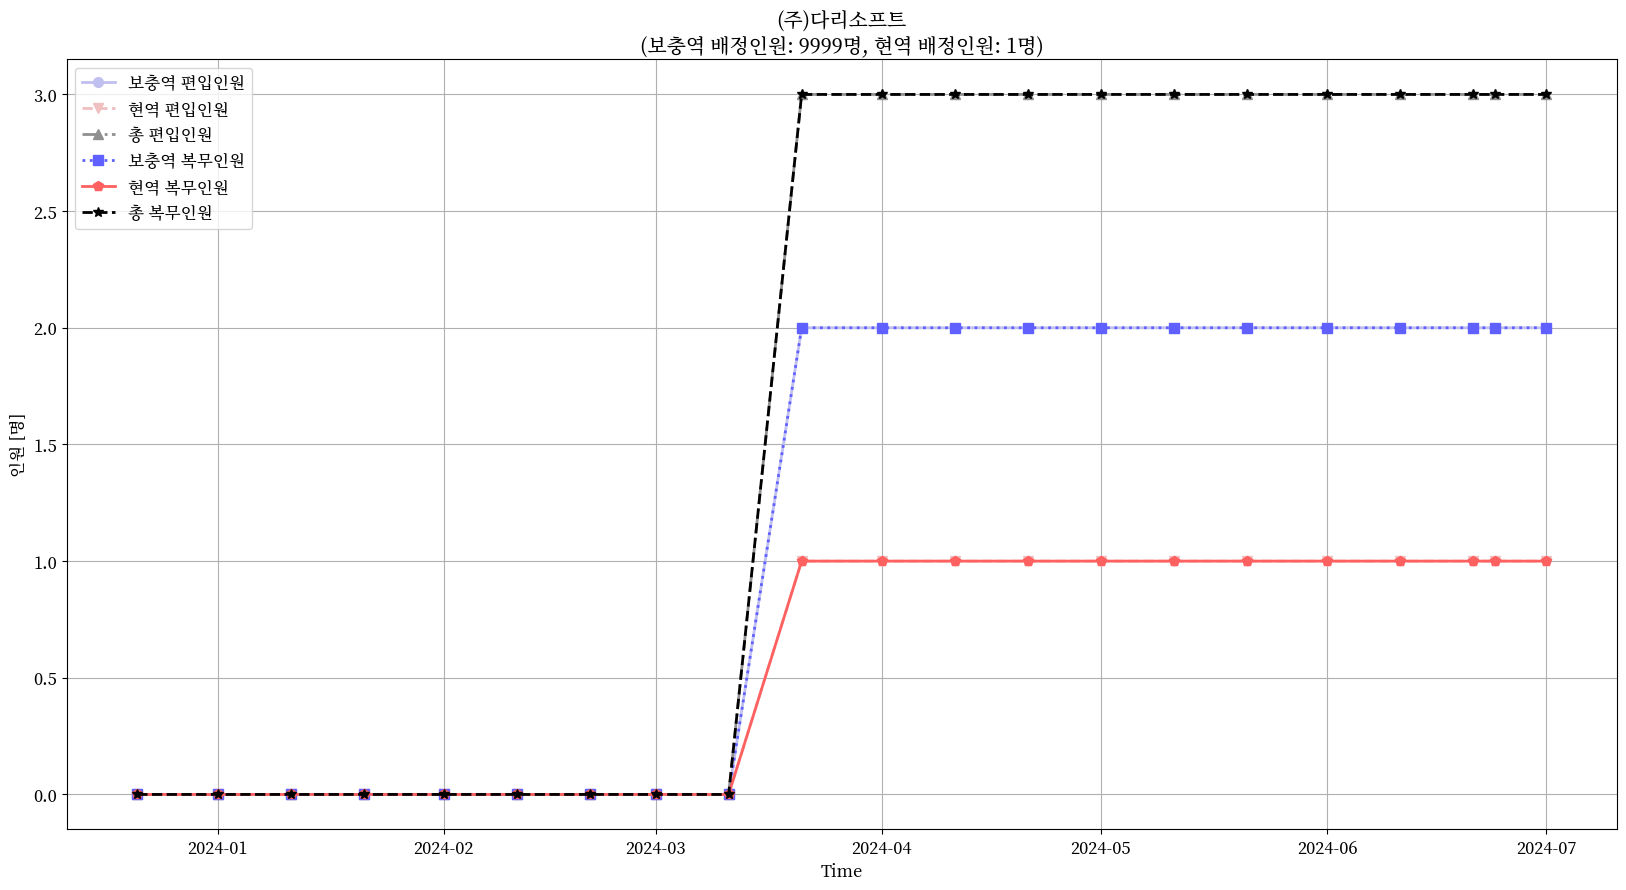 (주)다리소프트
(보충역 배정인원: 9999명, 현역 배정인원: 1명)
보충역 편입인원
현역 편입인원
총 편입인원
보충역 복무인원
현역 복무인원
총 복무인원
3.0
2.5
2.0
1.5
1.0
0.5
0.0
인원 [명]
2024-01
2024-02
2024-03
2024-04
2024-05
2024-06
2024-07
Time